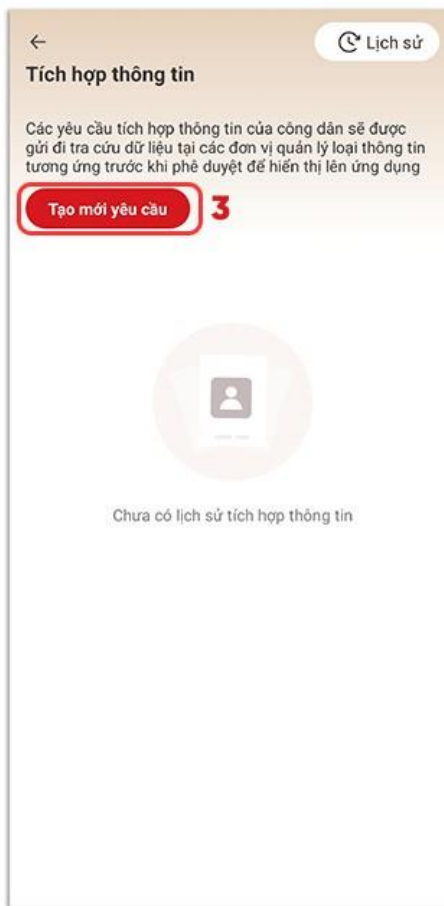 Lịch sử
Tích hợp thông tin
Các yêu cầu tích hợp thông tin của công dân sẽ được
gửi đi tra cứu dữ liệu tại các đơn vị quản lý loại thông tin
tương ứng trước khi phê duyệt để hiển thị lên ứng dụng
Tạo mới yêu cầu 3
Chưa có lịch sử tích hợp thông tin